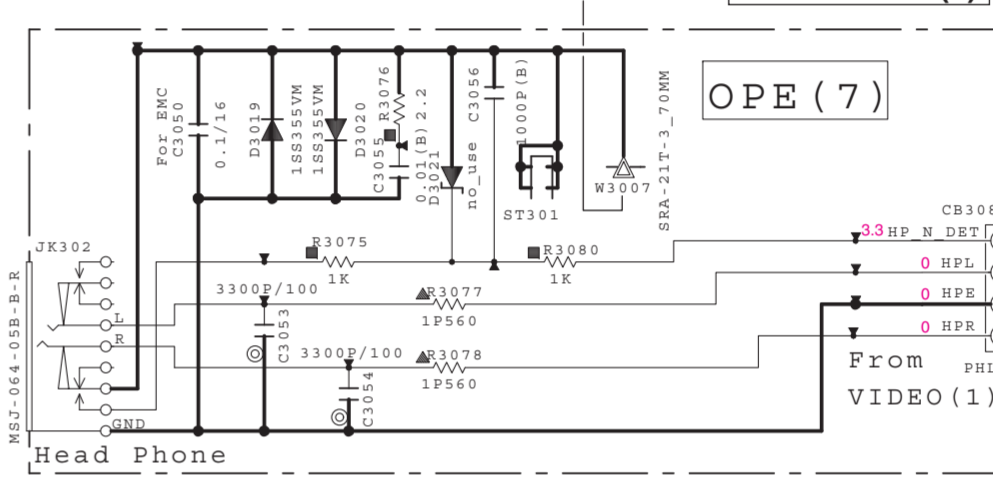 OPE(7)
For EMC
C3050
0.1/16
D3019
1SS355VM
1SS355VM
D3020
R3076
2.2
C3055
0.01(B)
D3021
no_use
C3056
1000P(B)
ST301
W3007
SRA-21T-3_70MM
CB308
JK302
MSJ-064-05B-B-R
R3075
1K
R3080
1K
3.3 HP_N_DET
0 HPL
0 HPE
0 HPR
L
R
GND
3300P/100
C3053
R3077
1P560
3300P/100
C3054
R3078
1P560
From
VIDEO(1)
Head Phone